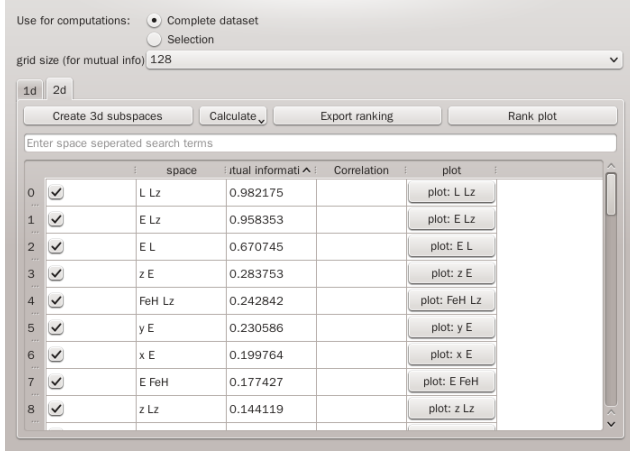 Use for computations: Complete dataset
Selection
grid size (for mutual info) 128
1d 2d
Create 3d subspaces Calculate Export ranking Rank plot
Enter space seperated search terms
space utual informati Correlation plot
0 L Lz 0.982175 plot: L Lz
1 E Lz 0.958353 plot: E Lz
2 E L 0.670745 plot: E L
3 z E 0.283753 plot: z E
4 FeH Lz 0.242842 plot: FeH Lz
5 y E 0.230586 plot: y E
6 x E 0.199764 plot: x E
7 E FeH 0.177427 plot: E FeH
8 z Lz 0.144119 plot: z Lz